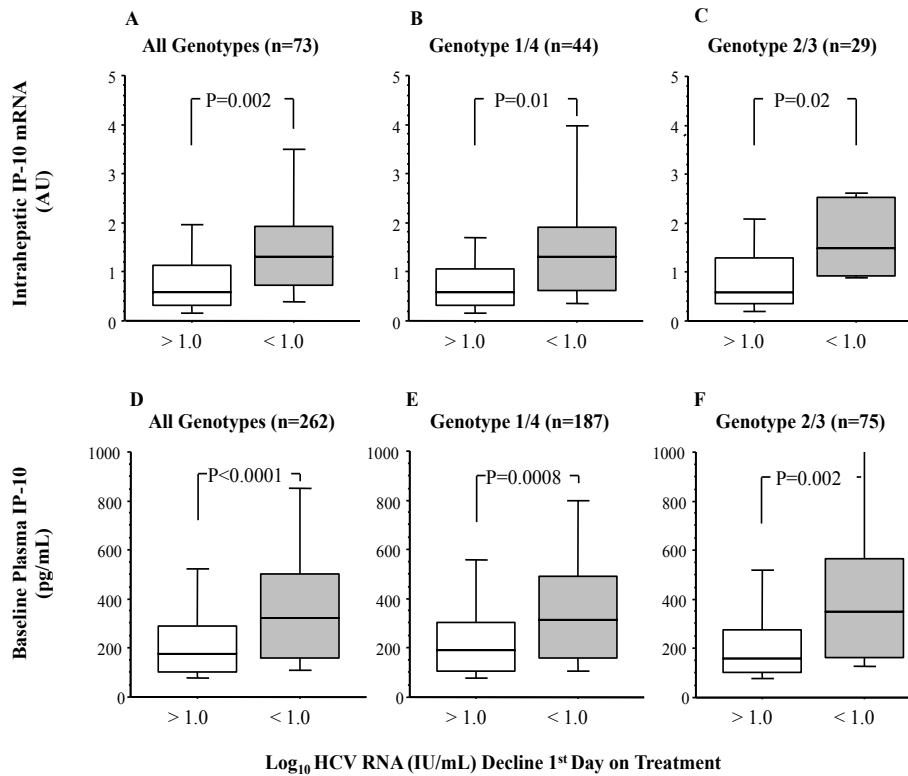 A
All Genotypes (n=73)
B
Genotype 1/4 (n=44)
C
Genotype 2/3 (n=29)
Intrahepatic IP-10 mRNA
(AU)
5
4
3
2
1
0
P=0.002
> 1.0
< 1.0
5
4
3
2
1
0
P=0.01
> 1.0
< 1.0
5
4
3
2
1
0
P=0.02
> 1.0
< 1.0
D
All Genotypes (n=262)
E
Genotype 1/4 (n=187)
F
Genotype 2/3 (n=75)
Baseline Plasma IP-10
(pg/mL)
1000
800
600
400
200
0
P<0.0001
> 1.0
< 1.0
1000
800
600
400
200
0
P=0.0008
> 1.0
< 1.0
1000
800
600
400
200
0
P=0.002
> 1.0
< 1.0
Log₁₀ HCV RNA (IU/mL) Decline 1ˢᵗ Day on Treatment